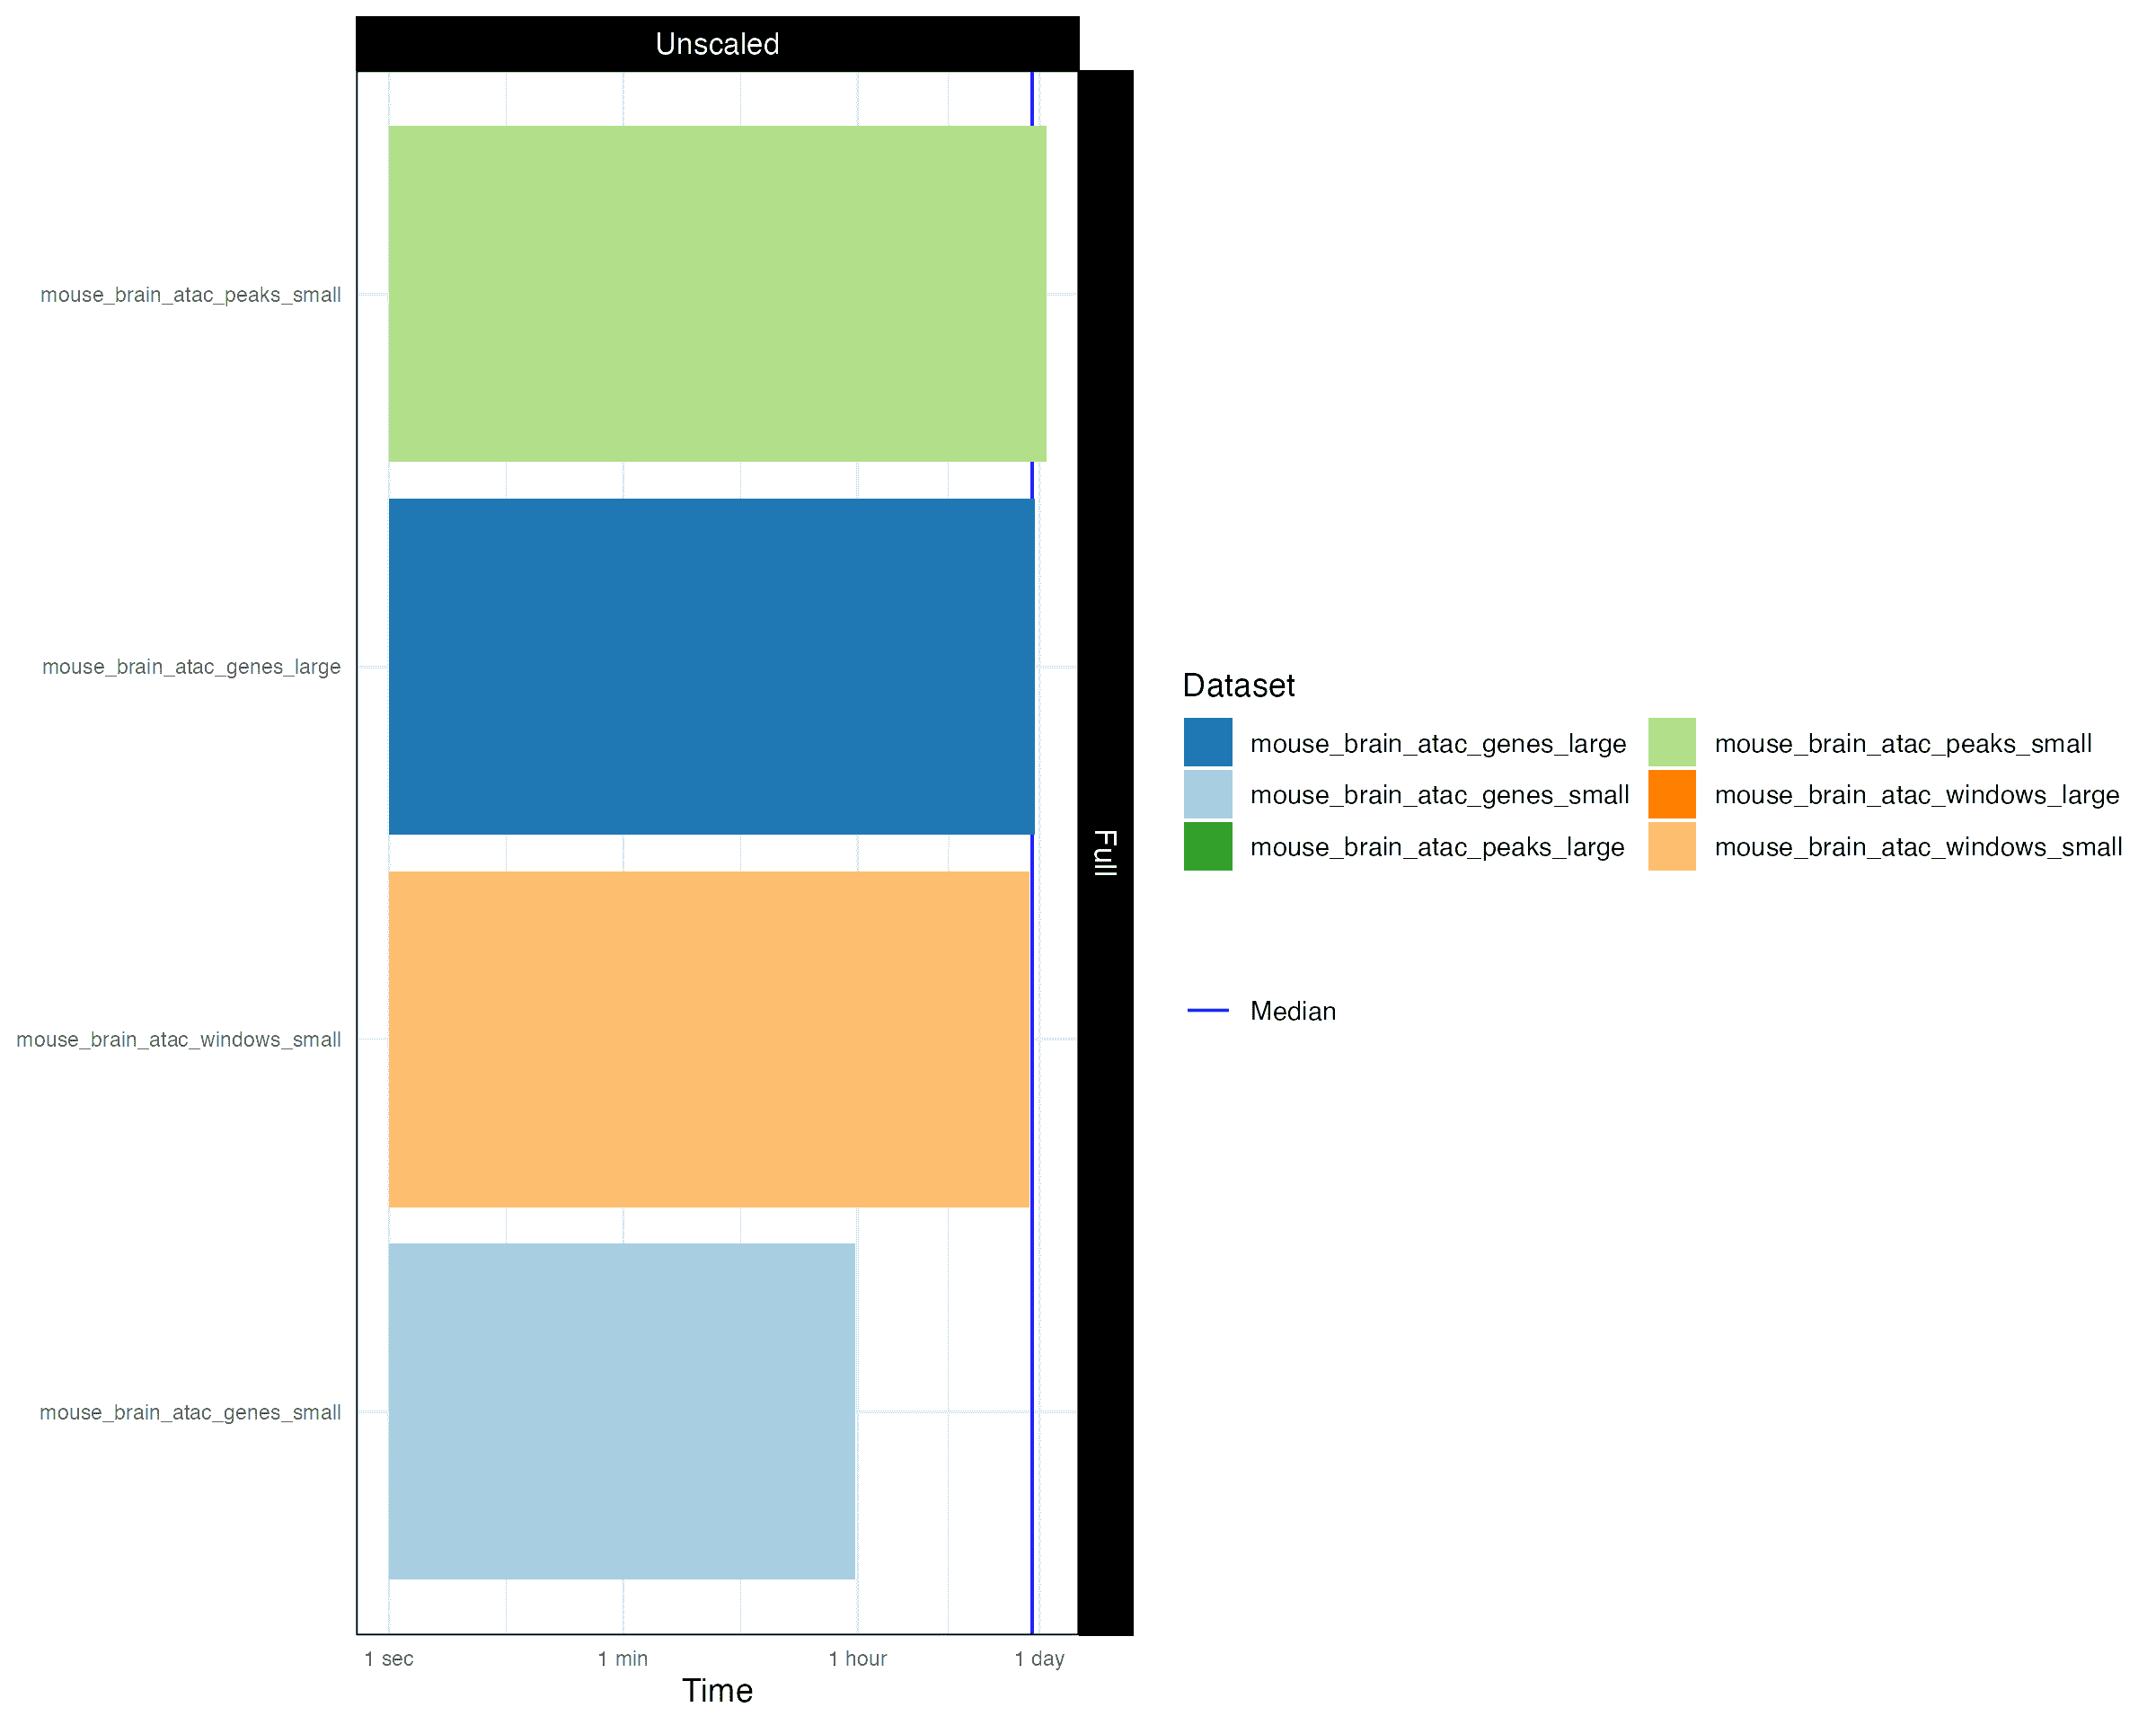 Unscaled
mouse_brain_atac_peaks_small
mouse_brain_atac_genes_large
mouse_brain_atac_windows_small
mouse_brain_atac_genes_small
1 sec
1 min
1 hour
1 day
Time
Full
Dataset
mouse_brain_atac_genes_large
mouse_brain_atac_genes_small
mouse_brain_atac_peaks_large
mouse_brain_atac_peaks_small
mouse_brain_atac_windows_large
mouse_brain_atac_windows_small
Median